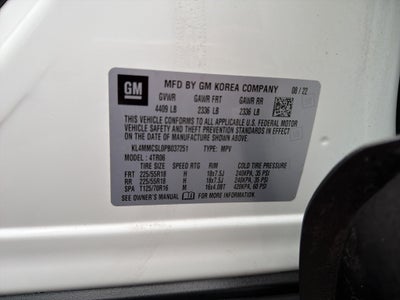 GM
MFD BY GM KOREA COMPANY 08 / 22
GVWR GAWR FRT GAWR RR
4409 LB 2336 LB 2336 LB
THIS VEHICLE CONFORMS TO ALL APPLICABLE U.S. FEDERAL
MOTOR VEHICLE SAFETY AND THEFT PREVENTION STANDARDS IN EFFECT
ON THE DATE OF MANUFACTURE SHOWN ABOVE.
KL4MMCSL0PB037251 TYPE: MPV
MODEL: 4TR06
TIRE SIZE SPEED RTG RIM COLD TIRE PRESSURE
FRT 225/55R18 H 18x7.5J 240KPA, 35 PSI
RR 225/55R18 H 18x7.5J 240KPA, 35 PSI
SPA T125/70R16 M 16x4.0BT 420KPA, 60 PSI
SEE OWNER'S MANUAL FOR ADDITIONAL INFORMATION.